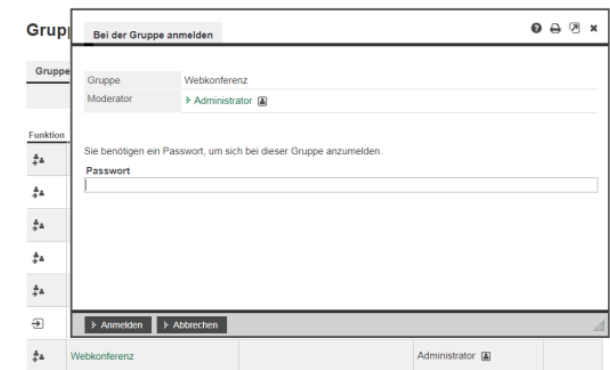 Grupp
Bei der Gruppe anmelden
Gruppe
Gruppe Webkonferenz
Moderator Administrator
Funktion
Sie benötigen ein Passwort, um sich bei dieser Gruppe anzumelden.
Passwort
Anmelden Abbrechen
Webkonferenz Administrator